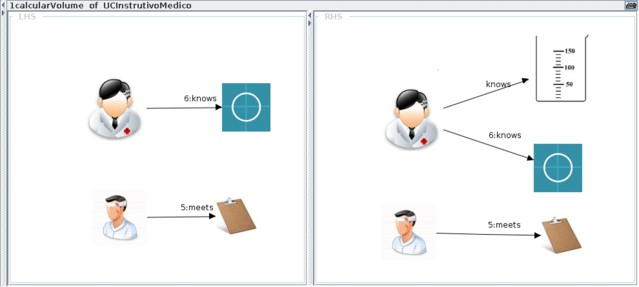 1calcularVolume of UCInstrutivoMedico
LHS
RHS
6:knows
5:meets
knows
150
100
50
6:knows
5:meets